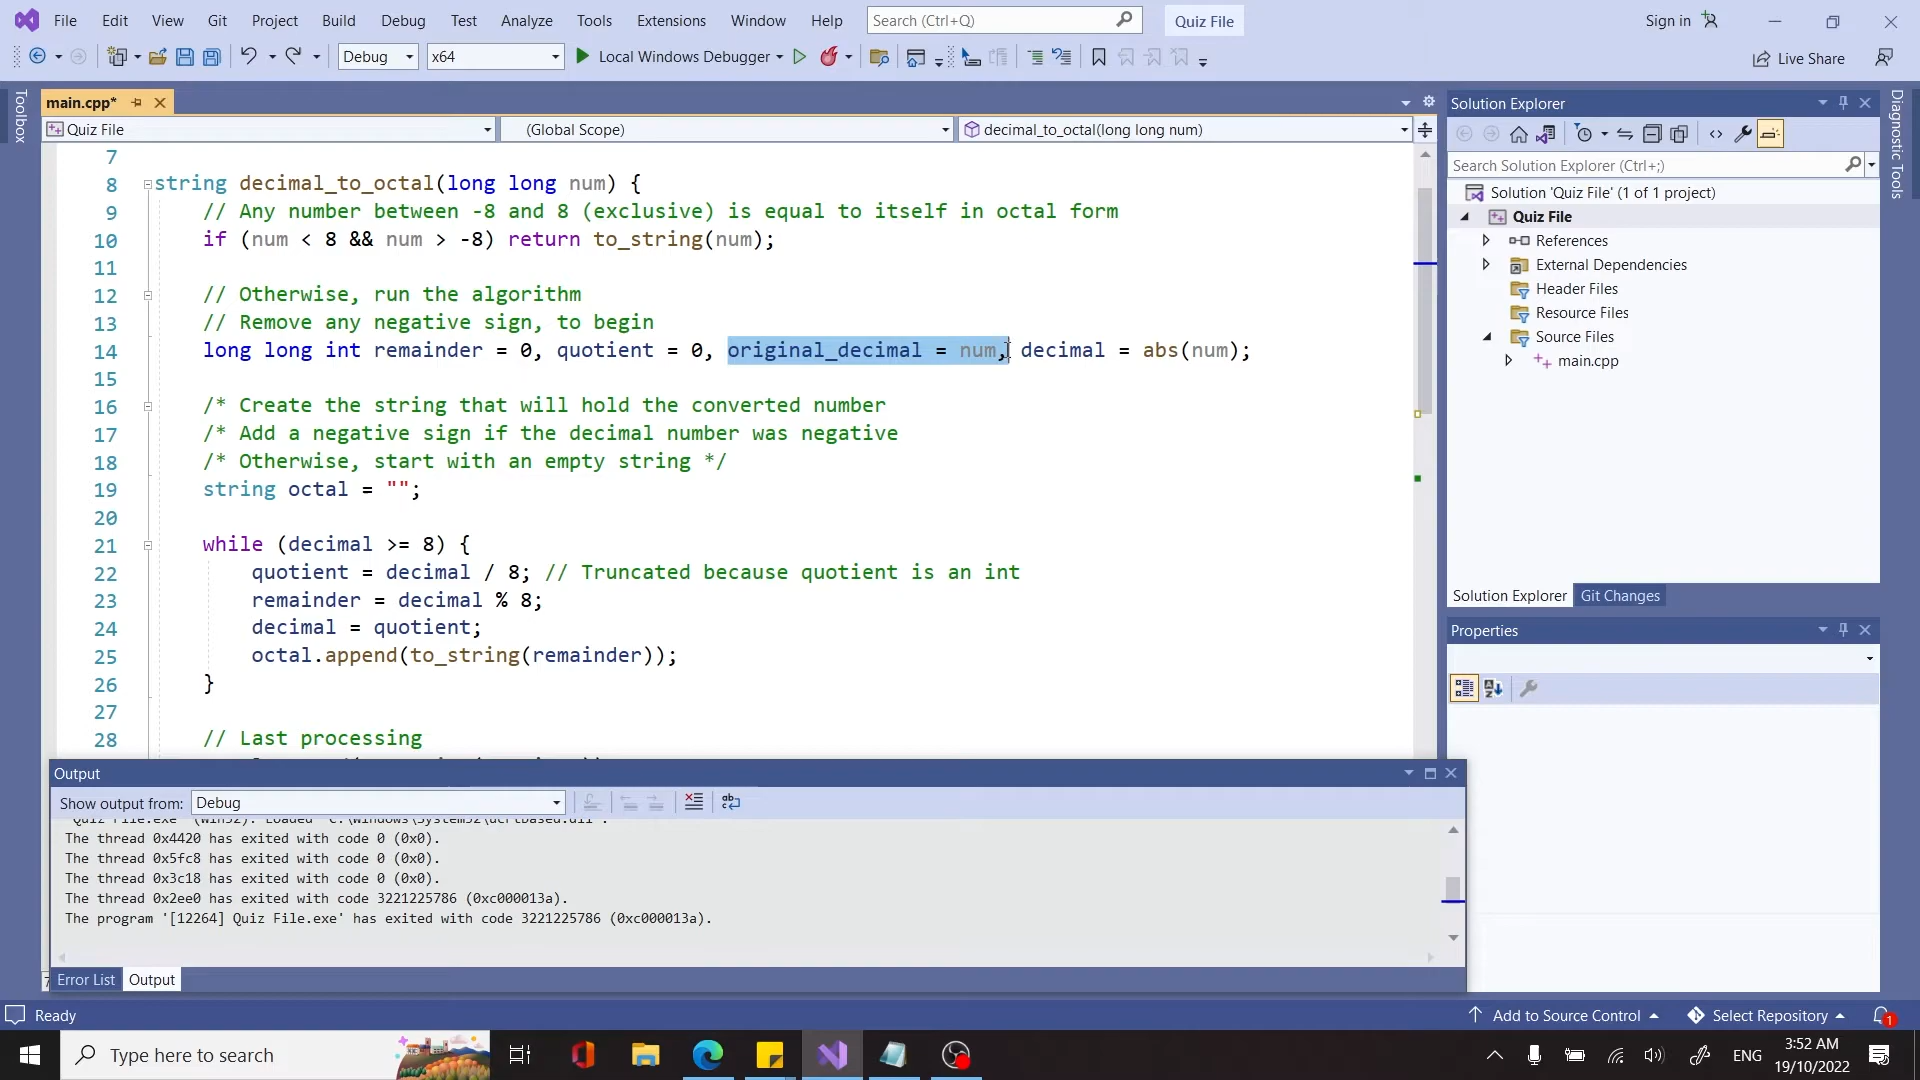 File Edit View Git Project Build Debug Test Analyze Tools Extensions Window Help Search (Ctrl+Q) Quiz File Sign in
Debug x64 Local Windows Debugger Live Share
Toolbox
main.cpp*
Quiz File (Global Scope) decimal_to_octal(long long num)
7
8 string decimal_to_octal(long long num) {
9 // Any number between -8 and 8 (exclusive) is equal to itself in octal form
10 if (num < 8 && num > -8) return to_string(num);
11
12 // Otherwise, run the algorithm
13 // Remove any negative sign, to begin
14 long long int remainder = 0, quotient = 0, original_decimal = num, decimal = abs(num);
15
16 /* Create the string that will hold the converted number
17 /* Add a negative sign if the decimal number was negative
18 /* Otherwise, start with an empty string */
19 string octal = "";
20
21 while (decimal >= 8) {
22 quotient = decimal / 8; // Truncated because quotient is an int
23 remainder = decimal % 8;
24 decimal = quotient;
25 octal.append(to_string(remainder));
26 }
27
28 // Last processing
Output
Show output from: Debug
The thread 0x4420 has exited with code 0 (0x0).
The thread 0x5fc8 has exited with code 0 (0x0).
The thread 0x3c18 has exited with code 0 (0x0).
The thread 0x2ee0 has exited with code 3221225786 (0xc000013a).
The program '[12264] Quiz File.exe' has exited with code 3221225786 (0xc000013a).
Error List Output
Solution Explorer
Search Solution Explorer (Ctrl+;)
Solution 'Quiz File' (1 of 1 project)
Quiz File
References
External Dependencies
Header Files
Resource Files
Source Files
main.cpp
Solution Explorer Git Changes
Properties
Diagnostic Tools
Ready Add to Source Control Select Repository 1
Type here to search ENG 3:52 AM
19/10/2022